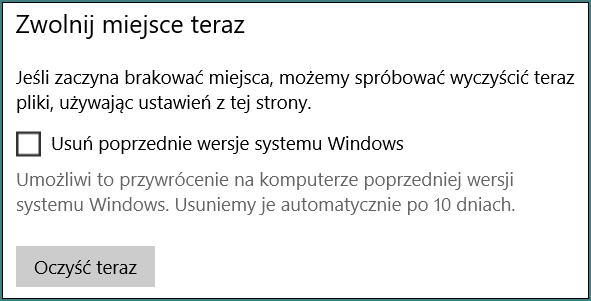 Zwolnij miejsce teraz
Jeśli zaczyna brakować miejsca, możemy spróbować wyczyścić teraz
pliki, używając ustawień z tej strony.
Usuń poprzednie wersje systemu Windows
Umożliwi to przywrócenie na komputerze poprzedniej wersji
systemu Windows. Usuniemy je automatycznie po 10 dniach.
Oczyść teraz